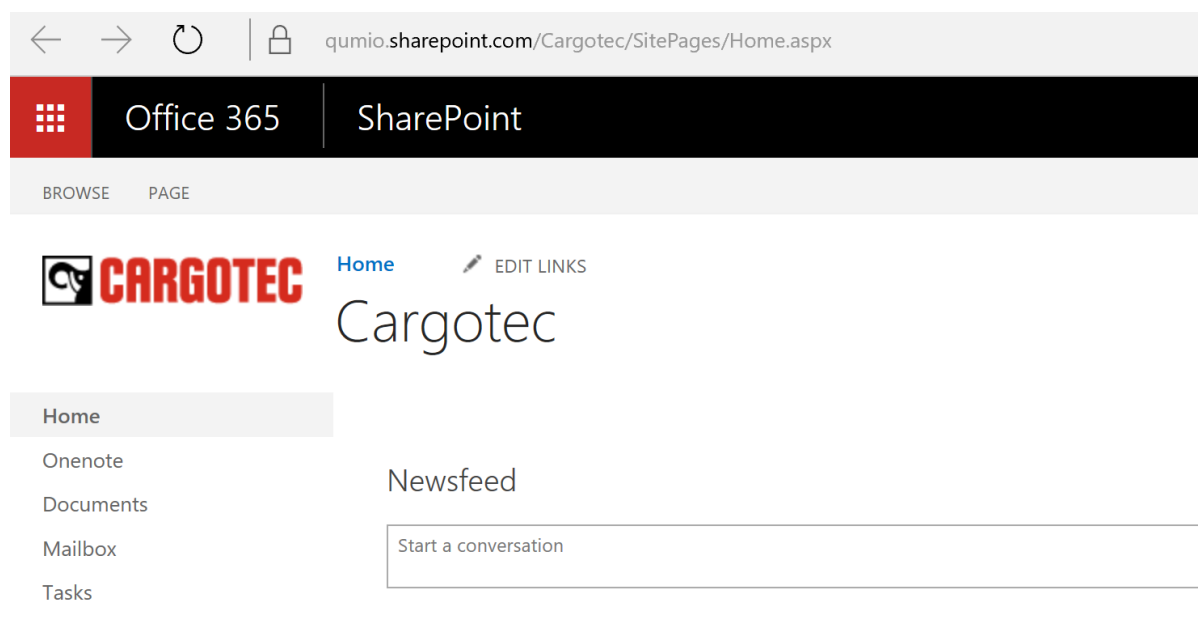 qumio.sharepoint.com/Cargotec/SitePages/Home.aspx
Office 365 SharePoint
BROWSE PAGE
CARGOTEC
Home EDIT LINKS
Cargotec
Home
Onenote
Documents
Mailbox
Tasks
Newsfeed
Start a conversation